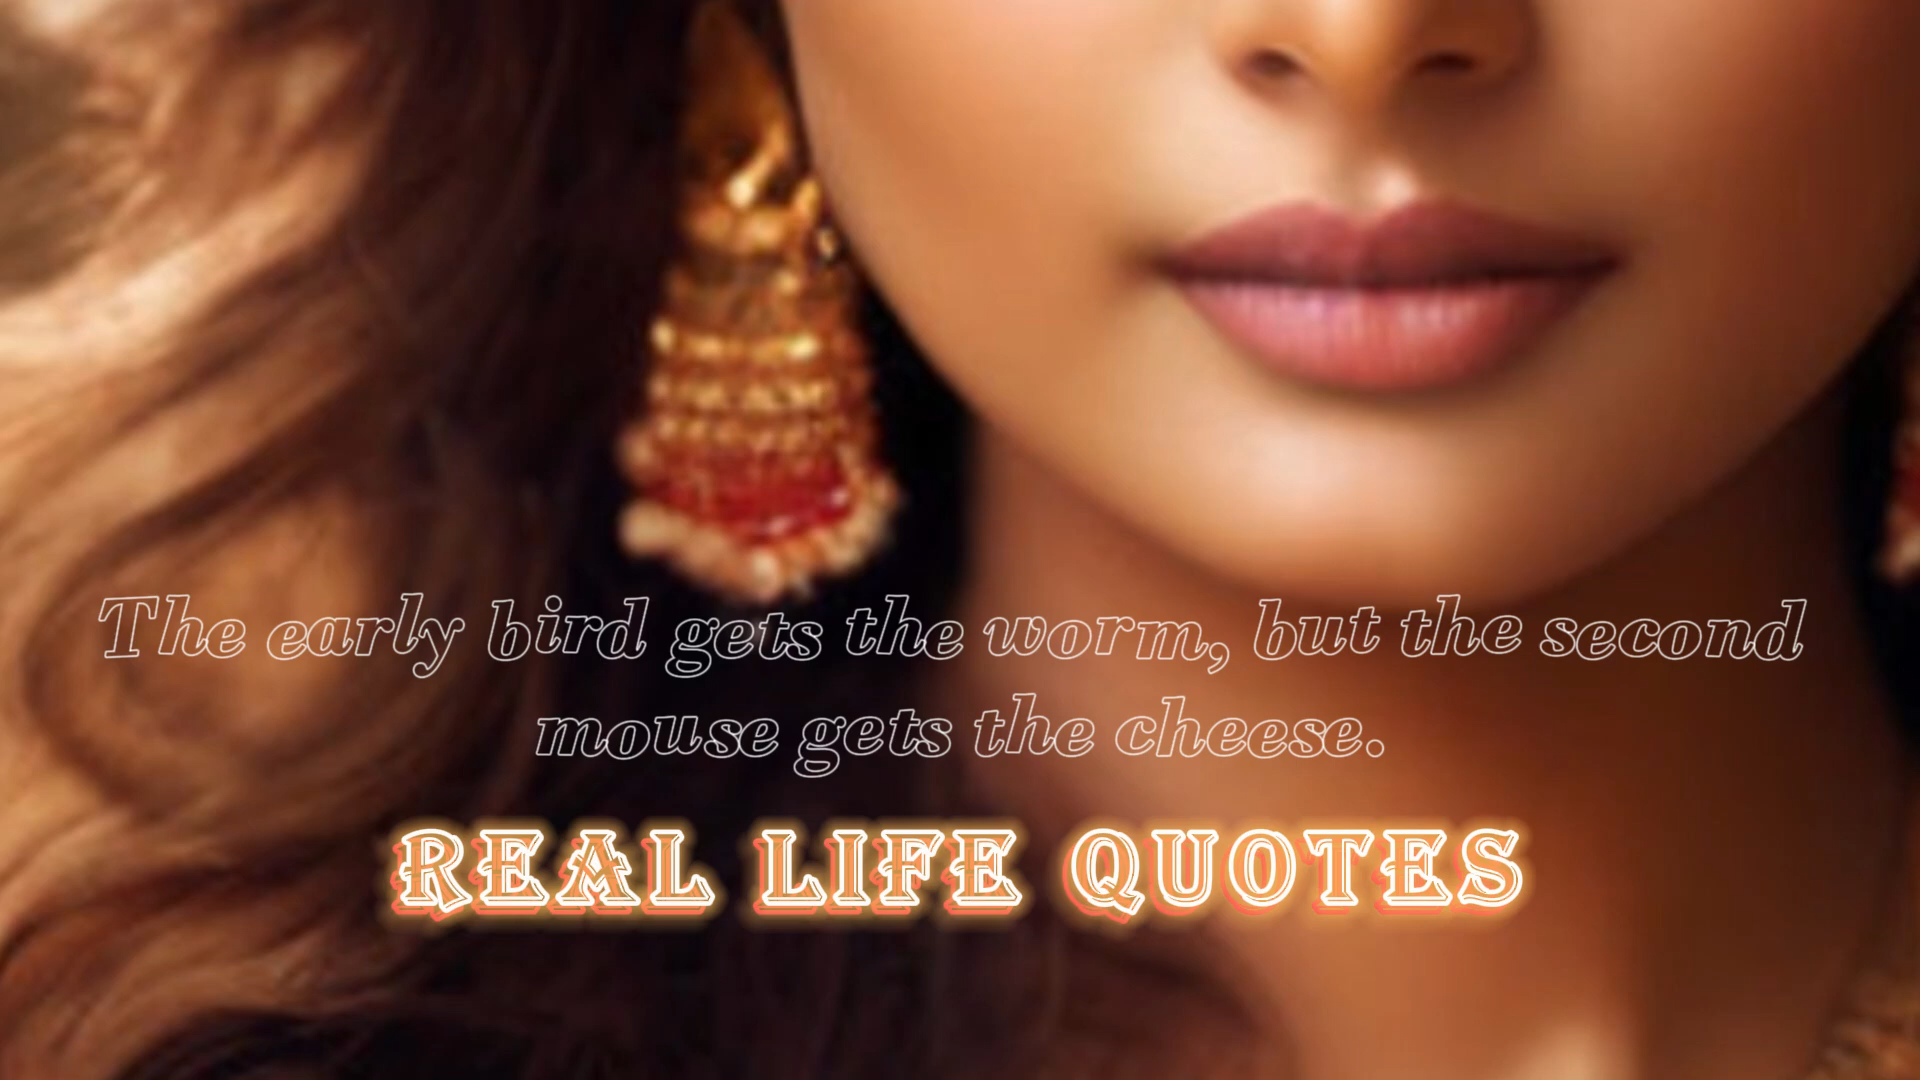 The early bird gets the worm, but the second
mouse gets the cheese.
REAL LIFE QUOTES